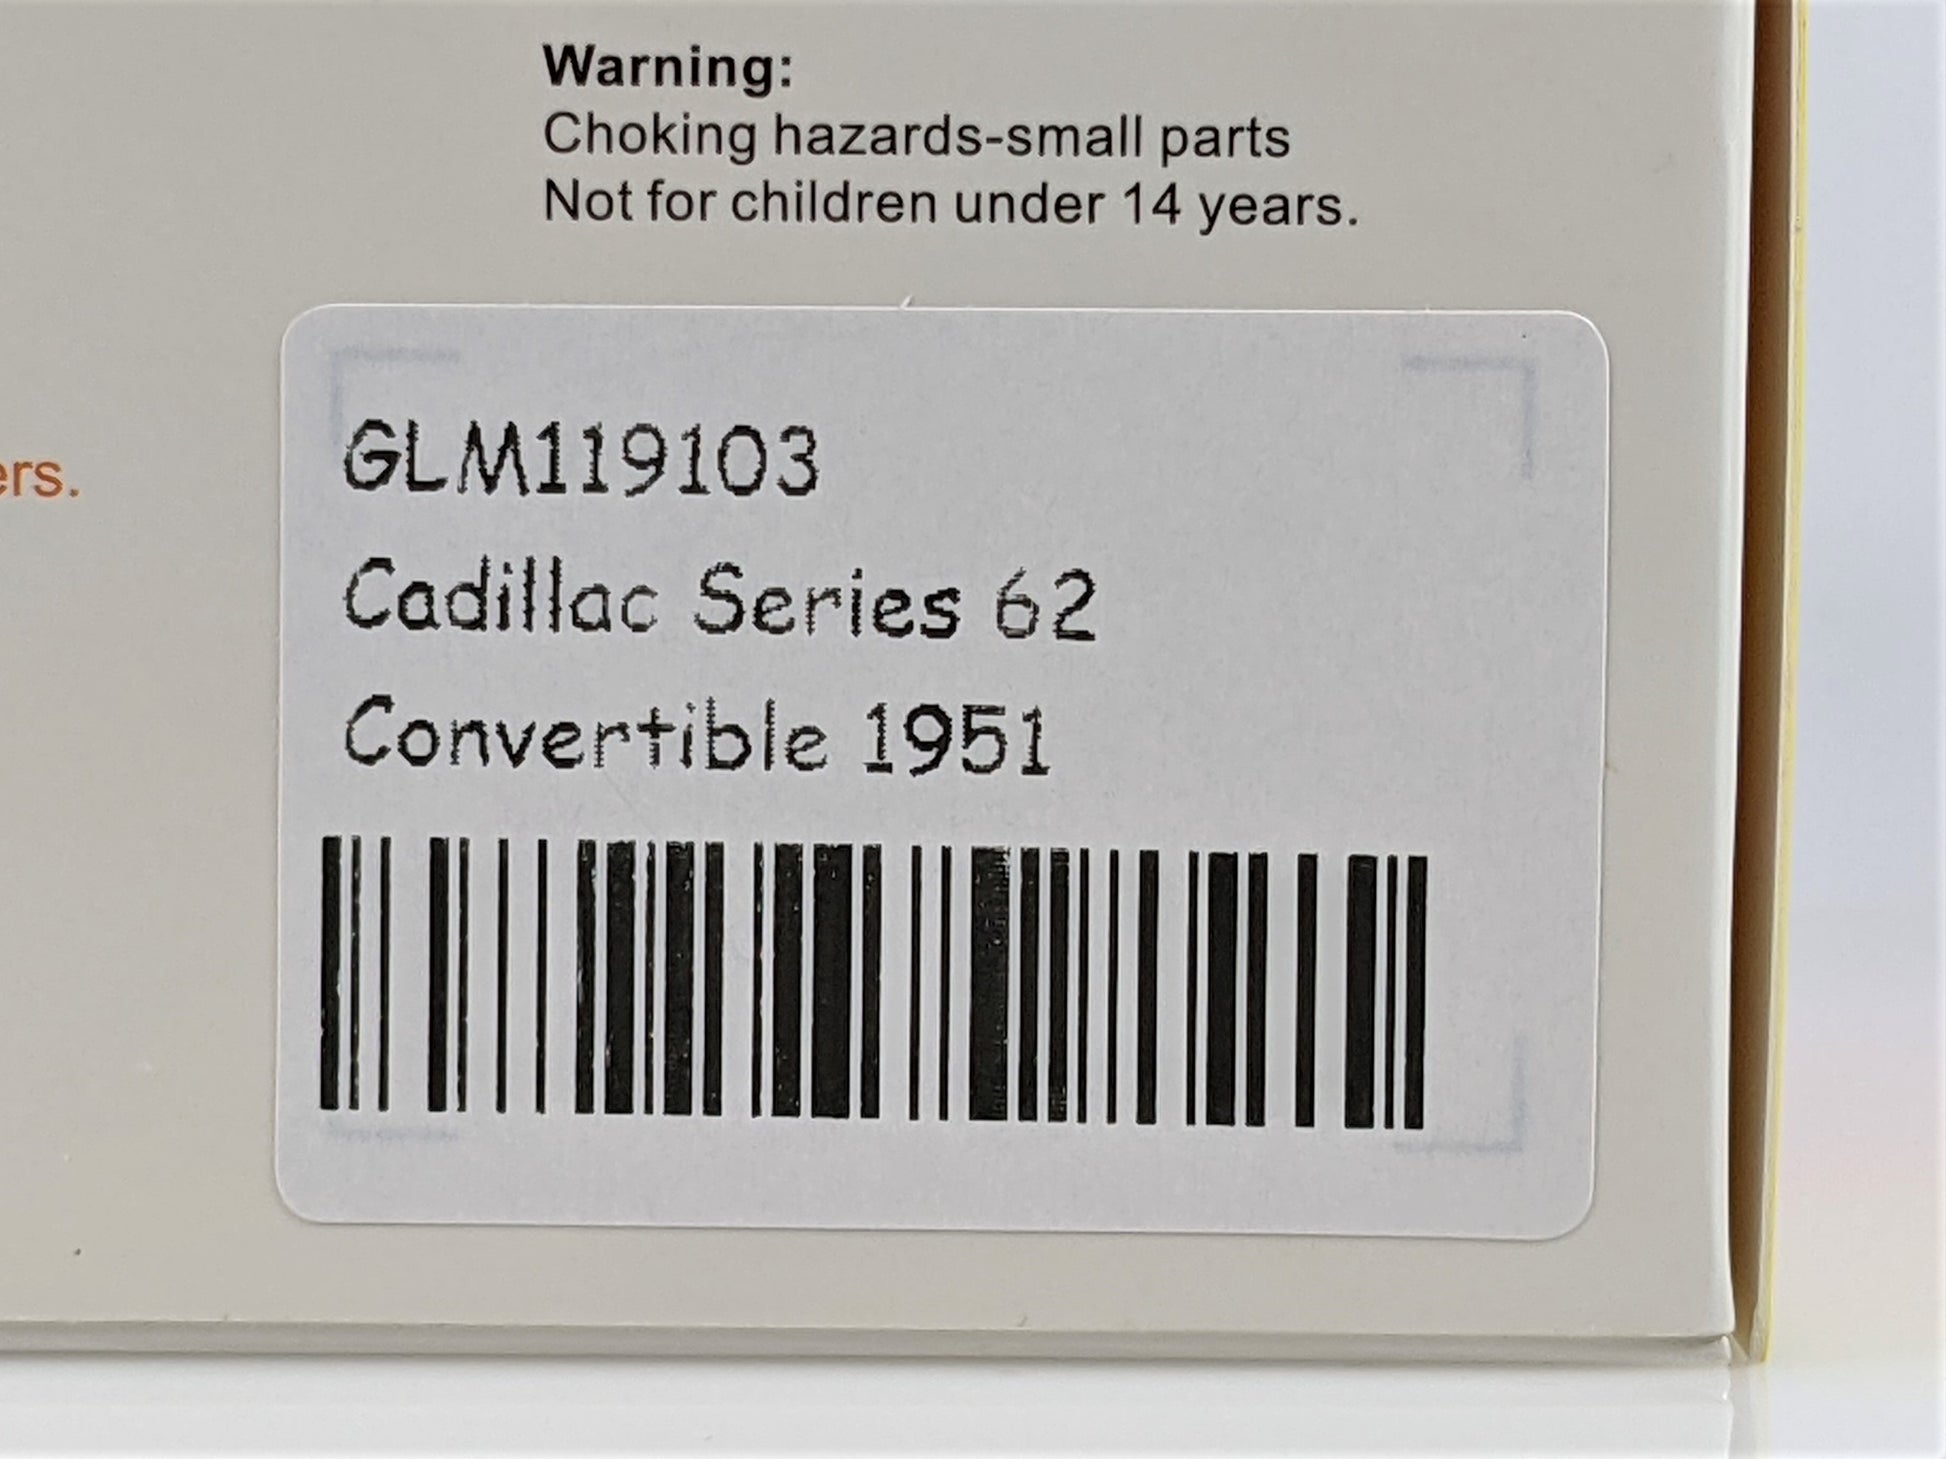 Warning:
Choking hazards-small parts
Not for children under 14 years.
ers.
GLM119103
Cadillac Series 62
Convertible 1951